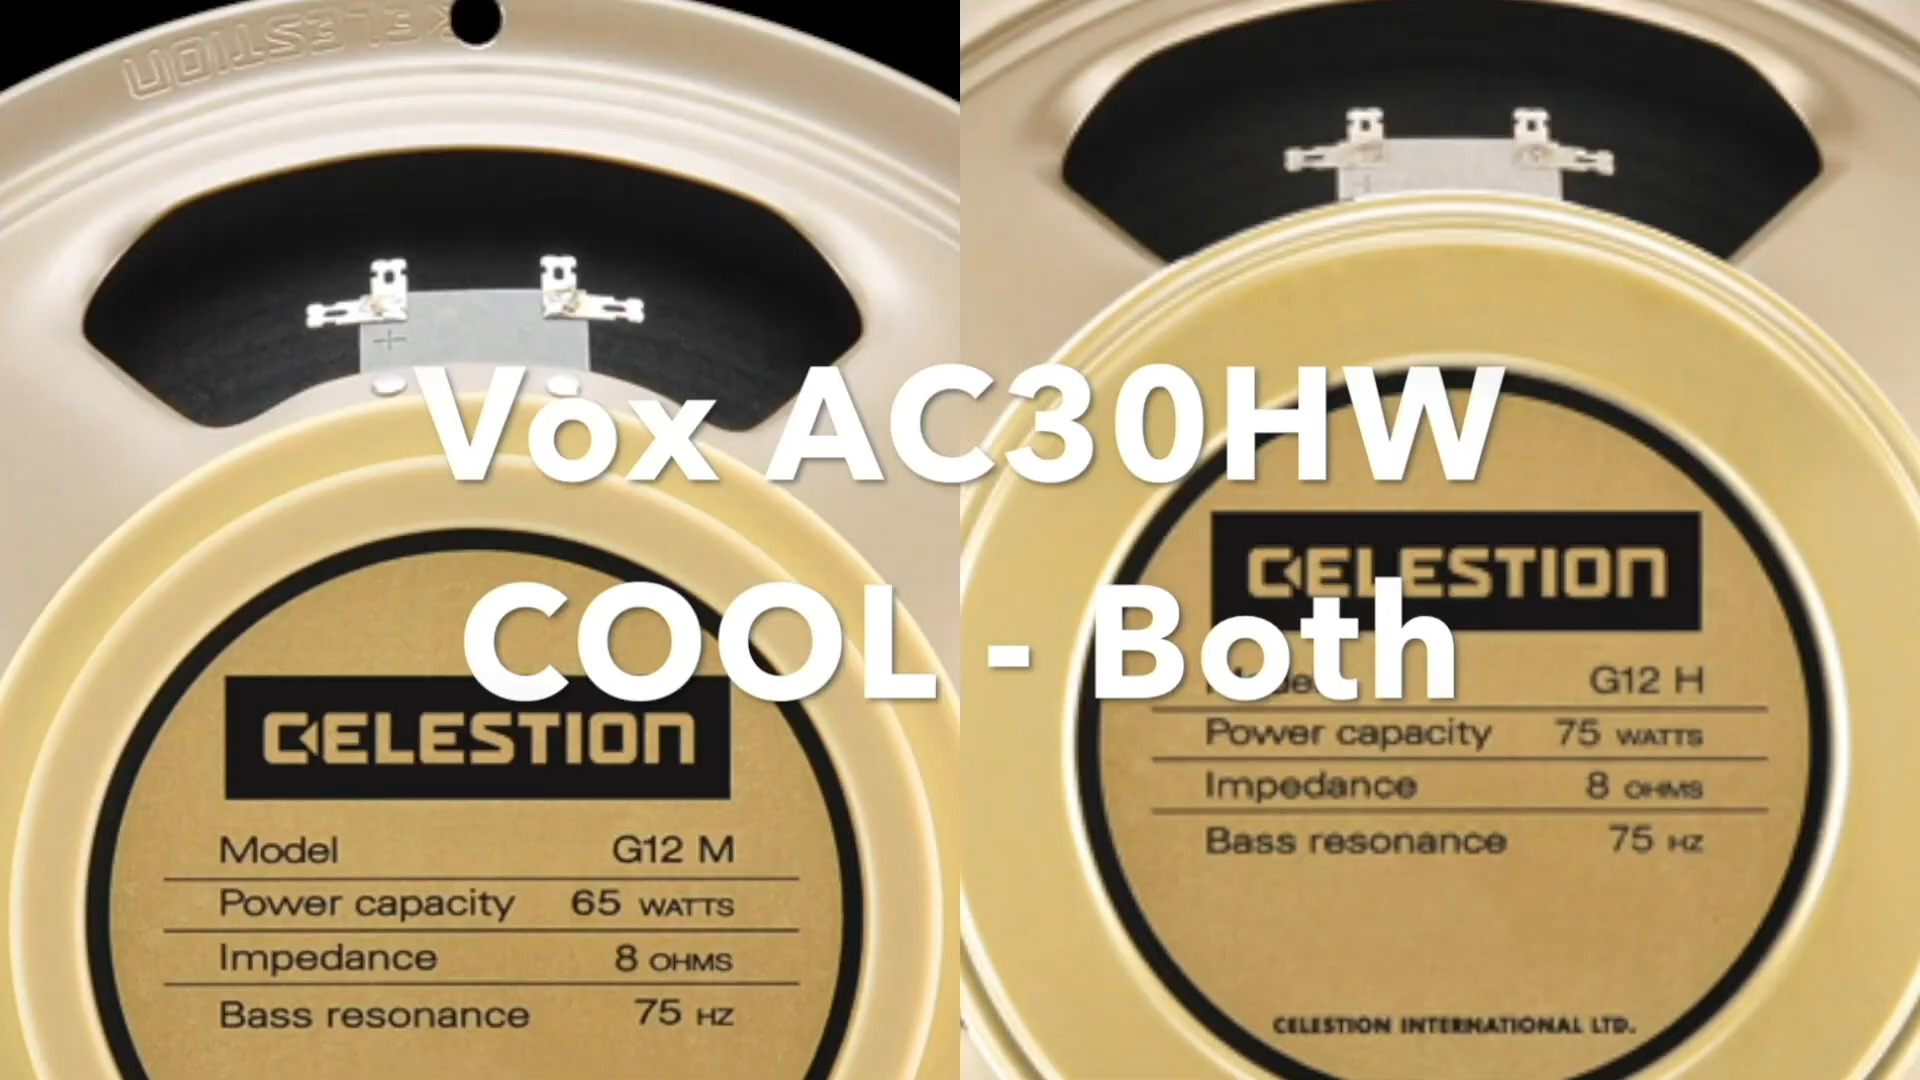 CELESTION
+
Vox AC30HW
COOL - Both
CELESTION
Model G12 M
Power capacity 65 WATTS
Impedance 8 OHMS
Bass resonance 75 HZ
CELESTION
Model G12 H
Power capacity 75 WATTS
Impedance 8 OHMS
Bass resonance 75 HZ
CELESTION INTERNATIONAL LTD.